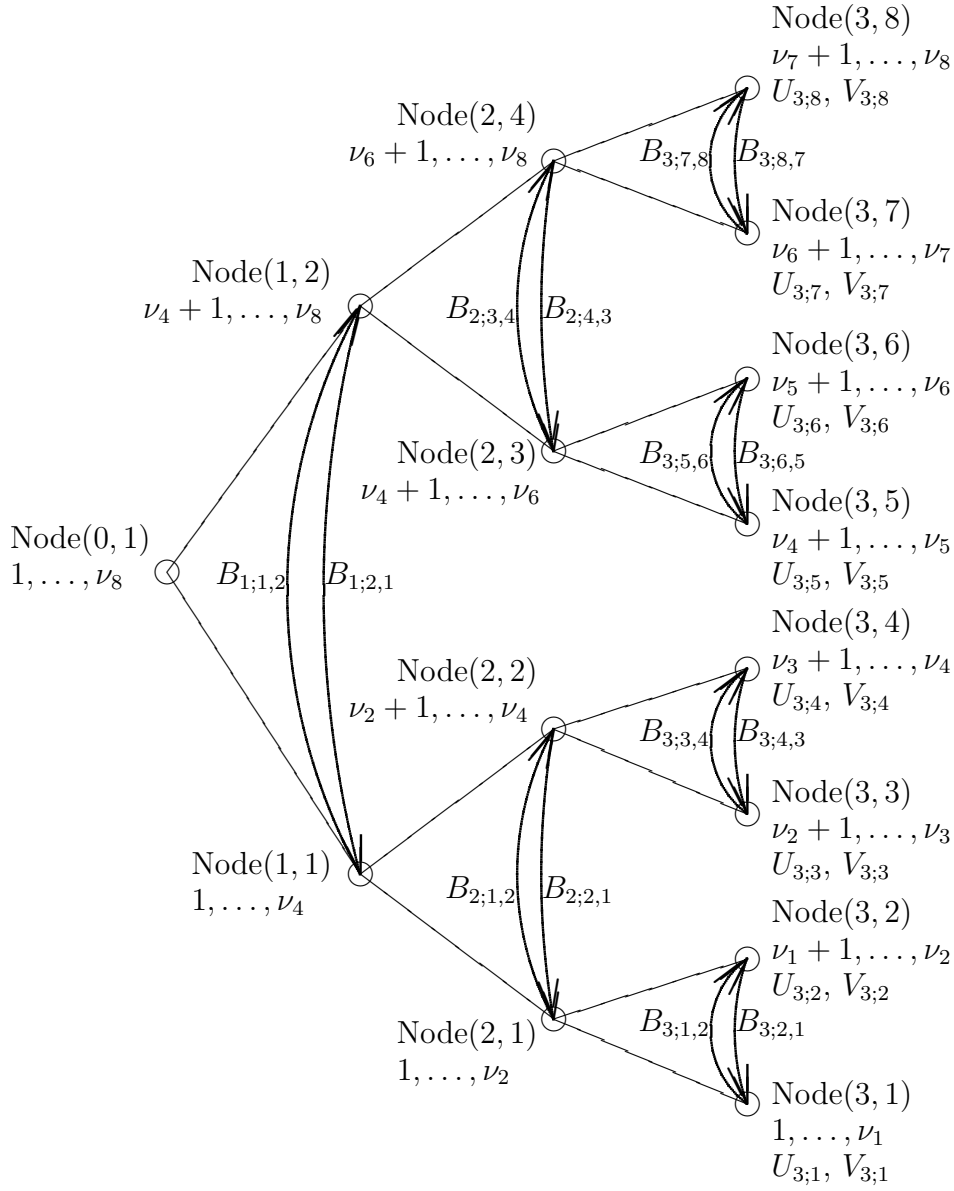 Node(3, 8)
ν₇ + 1, . . . , ν₈
U₃;₈, V₃;₈
Node(2, 4)
ν₆ + 1, . . . , ν₈
B₃;₇,₈
B₃;₈,₇
Node(3, 7)
ν₆ + 1, . . . , ν₇
U₃;₇, V₃;₇
Node(1, 2)
ν₄ + 1, . . . , ν₈
B₂;₃,₄
B₂;₄,₃
Node(3, 6)
ν₅ + 1, . . . , ν₆
U₃;₆, V₃;₆
Node(2, 3)
ν₄ + 1, . . . , ν₆
B₃;₅,₆
B₃;₆,₅
Node(3, 5)
ν₄ + 1, . . . , ν₅
U₃;₅, V₃;₅
Node(0, 1)
1, . . . , ν₈
B₁;₁,₂
B₁;₂,₁
Node(3, 4)
ν₃ + 1, . . . , ν₄
U₃;₄, V₃;₄
Node(2, 2)
ν₂ + 1, . . . , ν₄
B₃;₃,₄
B₃;₄,₃
Node(3, 3)
ν₂ + 1, . . . , ν₃
U₃;₃, V₃;₃
Node(1, 1)
1, . . . , ν₄
B₂;₁,₂
B₂;₂,₁
Node(3, 2)
ν₁ + 1, . . . , ν₂
U₃;₂, V₃;₂
Node(2, 1)
1, . . . , ν₂
B₃;₁,₂
B₃;₂,₁
Node(3, 1)
1, . . . , ν₁
U₃;₁, V₃;₁